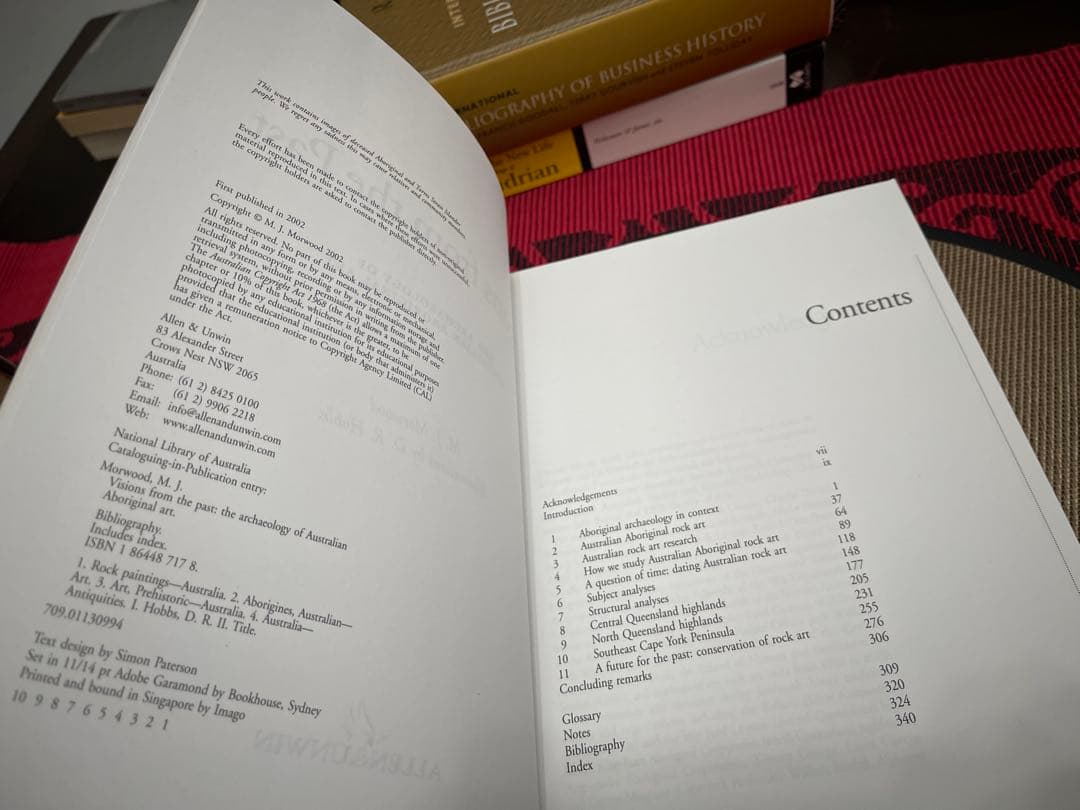 This work contains images of deceased Aboriginal and Torres Strait Islander
people. We regret any sadness this may cause relatives and community members.
Every effort has been made to contact the copyright holders of non-original
material reproduced in this text. In cases where these efforts were unsuccessful,
the copyright holders are asked to contact the publisher directly.
First published in 2002
Copyright © M. J. Morwood 2002
All rights reserved. No part of this book may be reproduced or
transmitted in any form or by any means, electronic or mechanical,
including photocopying, recording or by any information storage and
retrieval system, without prior permission in writing from the publisher.
The Australian Copyright Act 1968 (the Act) allows a maximum of one
chapter or 10% of this book, whichever is the greater, to be
photocopied by any educational institution for its educational purposes
provided that the educational institution (or body that administers it)
has given a remuneration notice to Copyright Agency Limited (CAL)
under the Act.
Allen & Unwin
83 Alexander Street
Crows Nest NSW 2065
Australia
Phone: (61 2) 8425 0100
Fax: (61 2) 9906 2218
Email: info@allenandunwin.com
Web: www.allenandunwin.com
National Library of Australia
Cataloguing-in-Publication entry:
Morwood, M. J.
Visions from the past: the archaeology of Australian
Aboriginal art.
Bibliography.
Includes index.
ISBN 1 86448 717 8.
1. Rock paintings—Australia. 2. Aborigines, Australian—
Art. 3. Art, Prehistoric—Australia. 4. Australia—
Antiquities. I. Hobbs, D. R. II. Title.
709.01130994
Text design by Simon Paterson
Set in 11/14 pt Adobe Garamond by Bookhouse, Sydney
Printed and bound in Singapore by Imago
10 9 8 7 6 5 4 3 2 1
Contents
Acknowledgements vii
Introduction ix
1 Aboriginal archaeology in context 1
2 Australian Aboriginal rock art 37
3 Australian rock art research 64
4 How we study Australian Aboriginal rock art 89
5 A question of time: dating Australian rock art 118
6 Subject analyses 148
7 Structural analyses 177
8 Central Queensland highlands 205
9 North Queensland highlands 231
10 Southeast Cape York Peninsula 255
11 A future for the past: conservation of rock art 276
Concluding remarks 306
Glossary 309
Notes 320
Bibliography 324
Index 340
INTE
BIB
RNATIONAL
IOGRAPHY OF BUSINESS HISTORY
New Life
drian